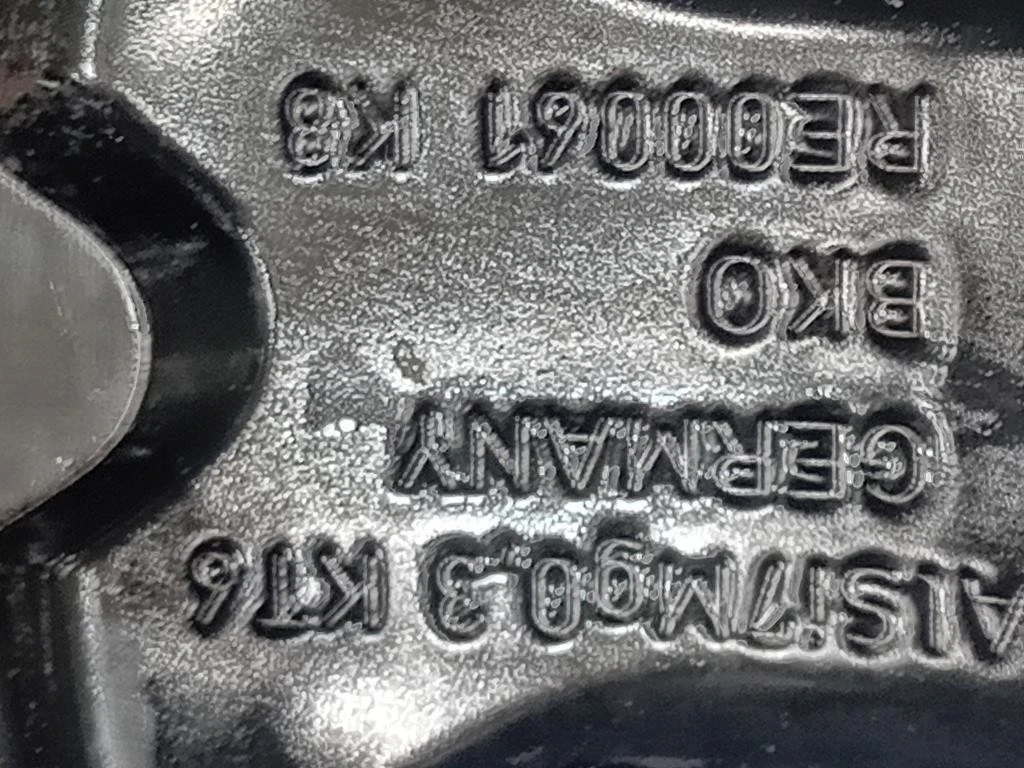 AlSi7Mg0.3 KT6
GERMANY
BKO
RE00061 K8